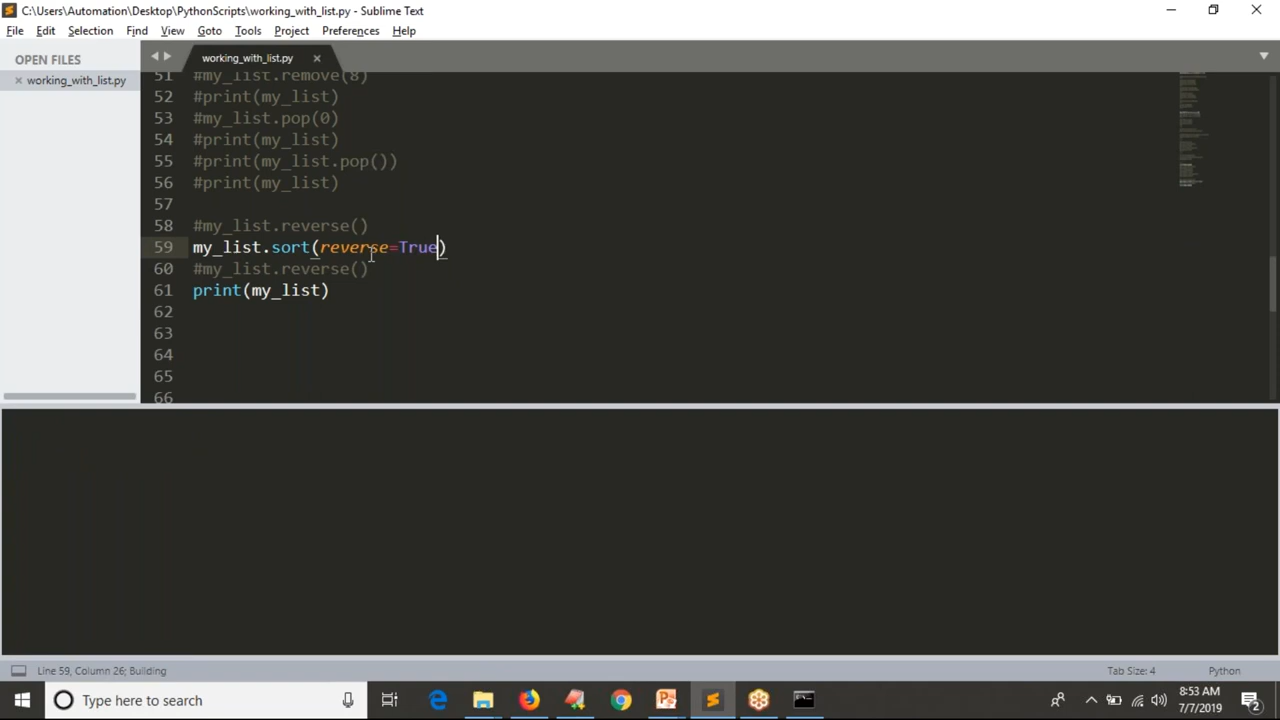 C:\Users\Automation\Desktop\PythonScripts\working_with_list.py - Sublime Text
File Edit Selection Find View Goto Tools Project Preferences Help
OPEN FILES
working_with_list.py
working_with_list.py
51 #my_list.remove(8)
52 #print(my_list)
53 #my_list.pop(0)
54 #print(my_list)
55 #print(my_list.pop())
56 #print(my_list)
57
58 #my_list.reverse()
59 my_list.sort(reverse=True)
60 #my_list.reverse()
61 print(my_list)
62
63
64
65
66
Line 59, Column 26; Building
Tab Size: 4
Python
Type here to search
8:53 AM
7/7/2019
2